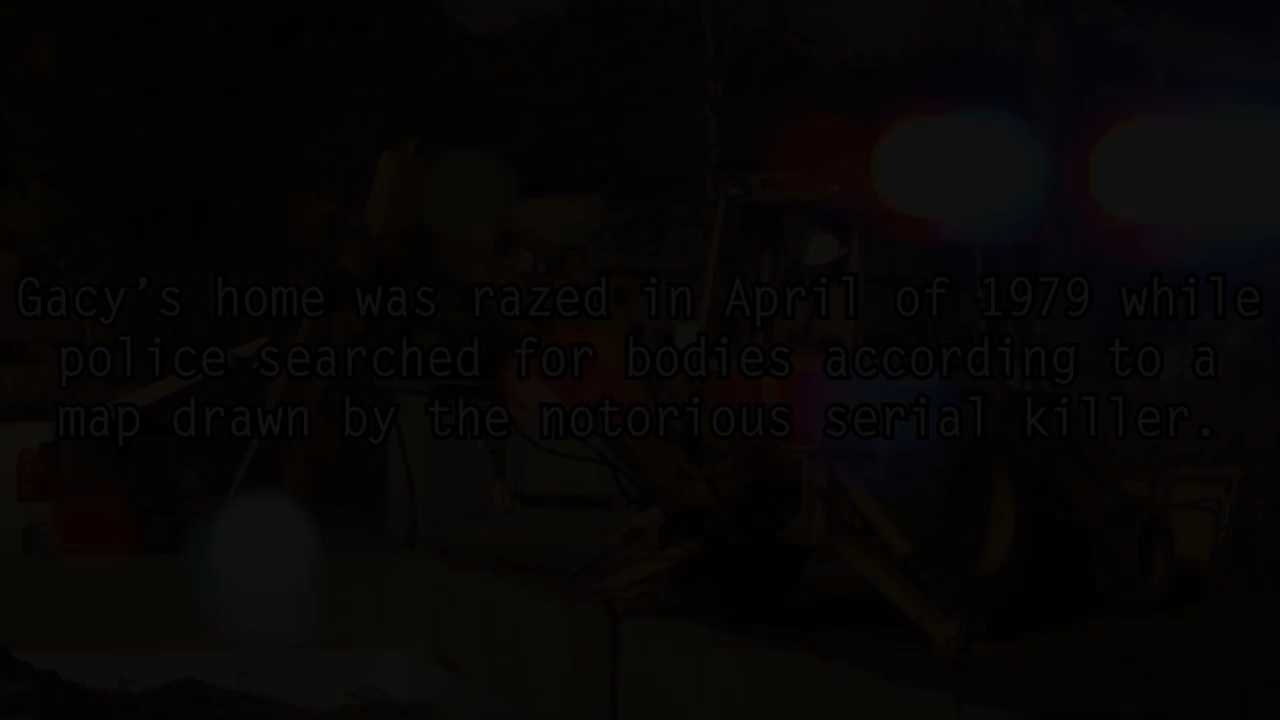 Gacy’s home was razed in April of 1979 while
police searched for bodies according to a
map drawn by the notorious serial killer.